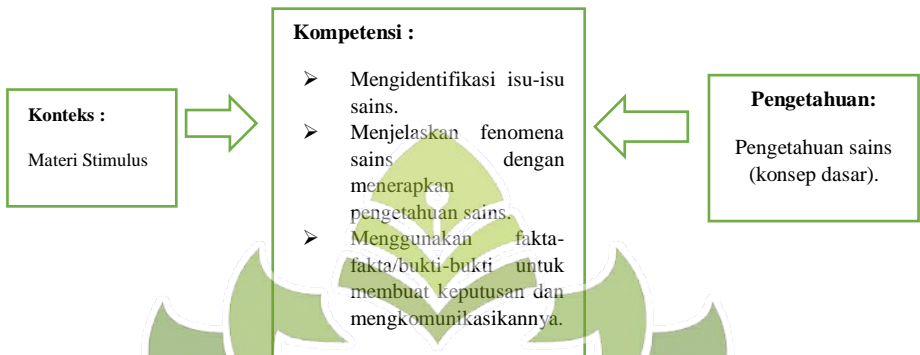 Konteks :
Materi Stimulus
Kompetensi :
➢ Mengidentifikasi isu-isu
sains.
➢ Menjelaskan fenomena
sains dengan
menerapkan
pengetahuan sains.
➢ Menggunakan fakta-
fakta/bukti-bukti untuk
membuat keputusan dan
mengkomunikasikannya.
Pengetahuan:
Pengetahuan sains
(konsep dasar).